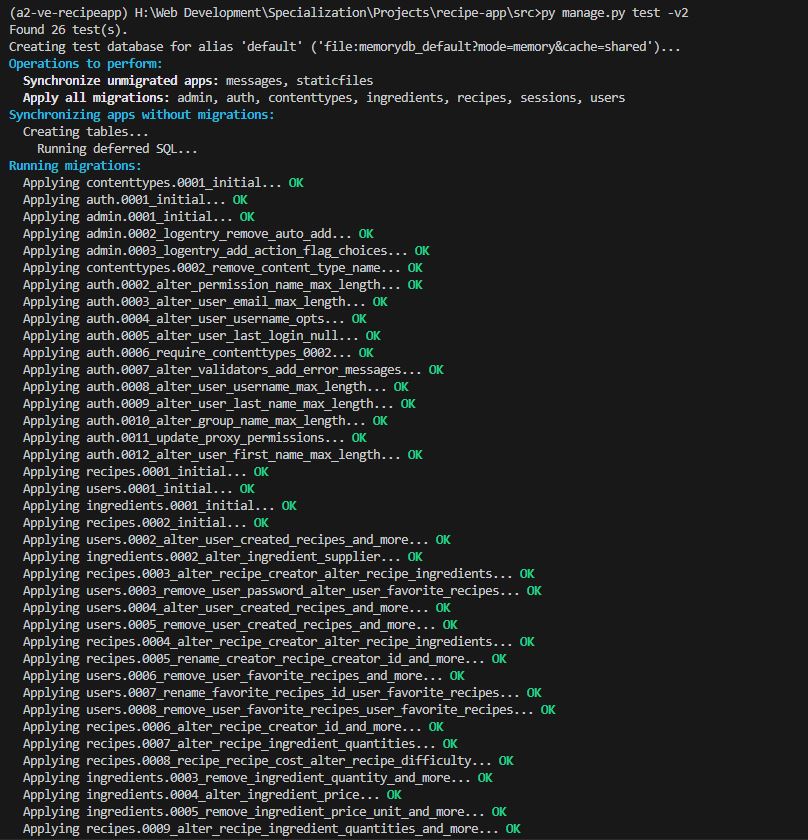 (a2-ve-recipeapp) H:\Web Development\Specialization\Projects\recipe-app\src>py manage.py test -v2
Found 26 test(s).
Creating test database for alias 'default' ('file:memorydb_default?mode=memory&cache=shared')...
Operations to perform:
  Synchronize unmigrated apps: messages, staticfiles
  Apply all migrations: admin, auth, contenttypes, ingredients, recipes, sessions, users
Synchronizing apps without migrations:
  Creating tables...
    Running deferred SQL...
Running migrations:
  Applying contenttypes.0001_initial... OK
  Applying auth.0001_initial... OK
  Applying admin.0001_initial... OK
  Applying admin.0002_logentry_remove_auto_add... OK
  Applying admin.0003_logentry_add_action_flag_choices... OK
  Applying contenttypes.0002_remove_content_type_name... OK
  Applying auth.0002_alter_permission_name_max_length... OK
  Applying auth.0003_alter_user_email_max_length... OK
  Applying auth.0004_alter_user_username_opts... OK
  Applying auth.0005_alter_user_last_login_null... OK
  Applying auth.0006_require_contenttypes_0002... OK
  Applying auth.0007_alter_validators_add_error_messages... OK
  Applying auth.0008_alter_user_username_max_length... OK
  Applying auth.0009_alter_user_last_name_max_length... OK
  Applying auth.0010_alter_group_name_max_length... OK
  Applying auth.0011_update_proxy_permissions... OK
  Applying auth.0012_alter_user_first_name_max_length... OK
  Applying recipes.0001_initial... OK
  Applying users.0001_initial... OK
  Applying ingredients.0001_initial... OK
  Applying recipes.0002_initial... OK
  Applying users.0002_alter_user_created_recipes_and_more... OK
  Applying ingredients.0002_alter_ingredient_supplier... OK
  Applying recipes.0003_alter_recipe_creator_alter_recipe_ingredients... OK
  Applying users.0003_remove_user_password_alter_user_favorite_recipes... OK
  Applying users.0004_alter_user_created_recipes_and_more... OK
  Applying users.0005_remove_user_created_recipes_and_more... OK
  Applying recipes.0004_alter_recipe_creator_alter_recipe_ingredients... OK
  Applying recipes.0005_rename_creator_recipe_creator_id_and_more... OK
  Applying users.0006_remove_user_favorite_recipes_and_more... OK
  Applying users.0007_rename_favorite_recipes_id_user_favorite_recipes... OK
  Applying users.0008_remove_user_favorite_recipes_user_favorite_recipes... OK
  Applying recipes.0006_alter_recipe_creator_id_and_more... OK
  Applying recipes.0007_alter_recipe_ingredient_quantities... OK
  Applying recipes.0008_recipe_recipe_cost_alter_recipe_difficulty... OK
  Applying ingredients.0003_remove_ingredient_quantity_and_more... OK
  Applying ingredients.0004_alter_ingredient_price... OK
  Applying ingredients.0005_remove_ingredient_price_unit_and_more... OK
  Applying recipes.0009_alter_recipe_ingredient_quantities_and_more... OK